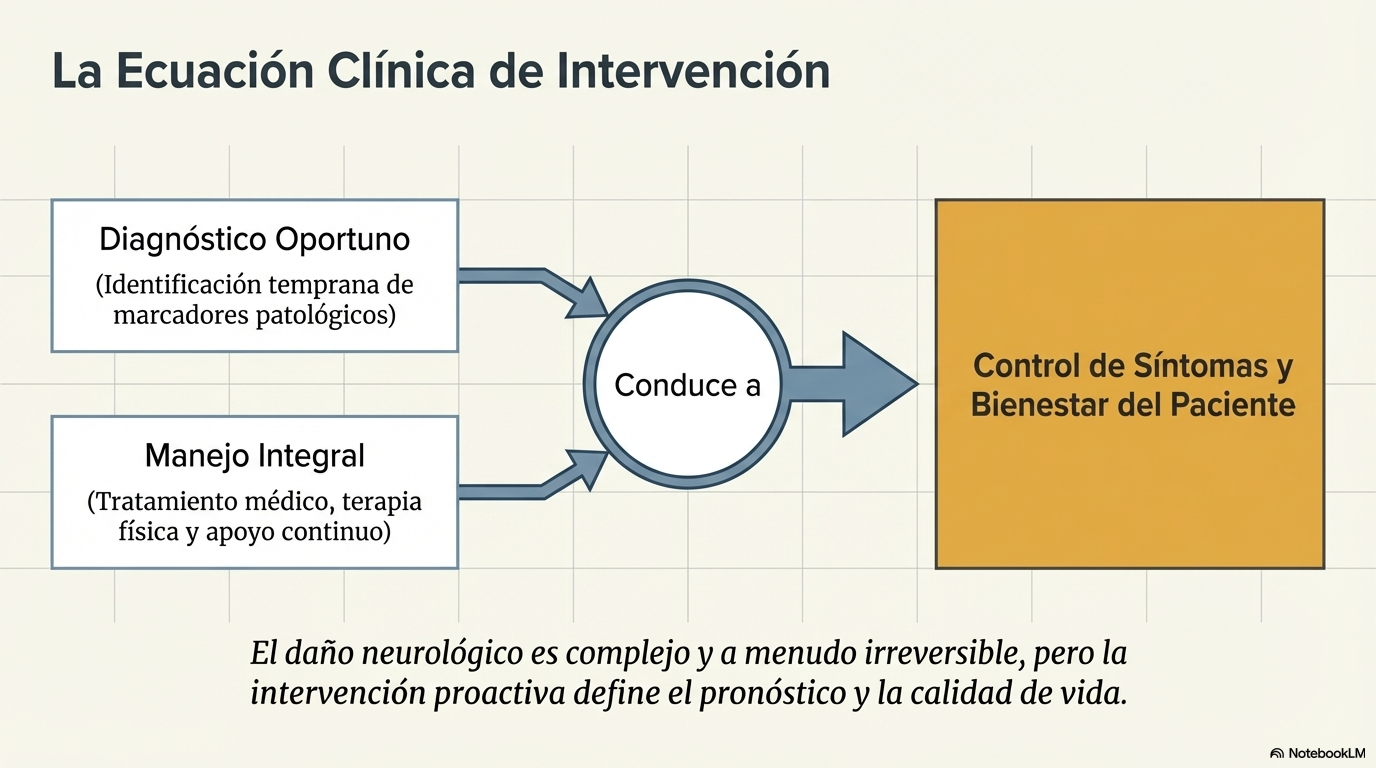 La Ecuación Clínica de Intervención
Diagnóstico Oportuno
(Identificación temprana de
marcadores patológicos)
Manejo Integral
(Tratamiento médico, terapia
física y apoyo continuo)
Conduce a
Control de Síntomas y
Bienestar del Paciente
El daño neurológico es complejo y a menudo irreversible, pero la
intervención proactiva define el pronóstico y la calidad de vida.
NotebookLM